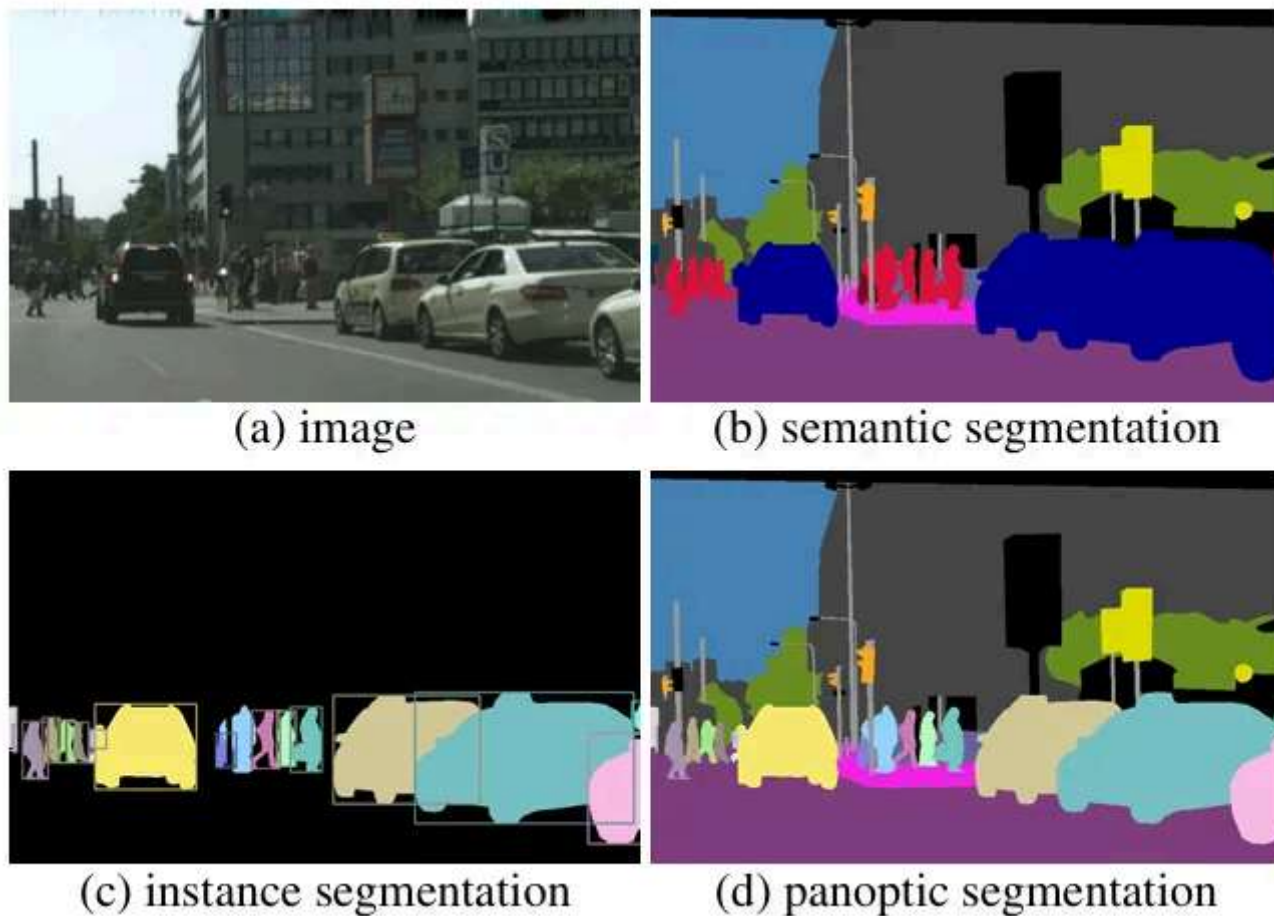 (a) image
(b) semantic segmentation
(c) instance segmentation
(d) panoptic segmentation